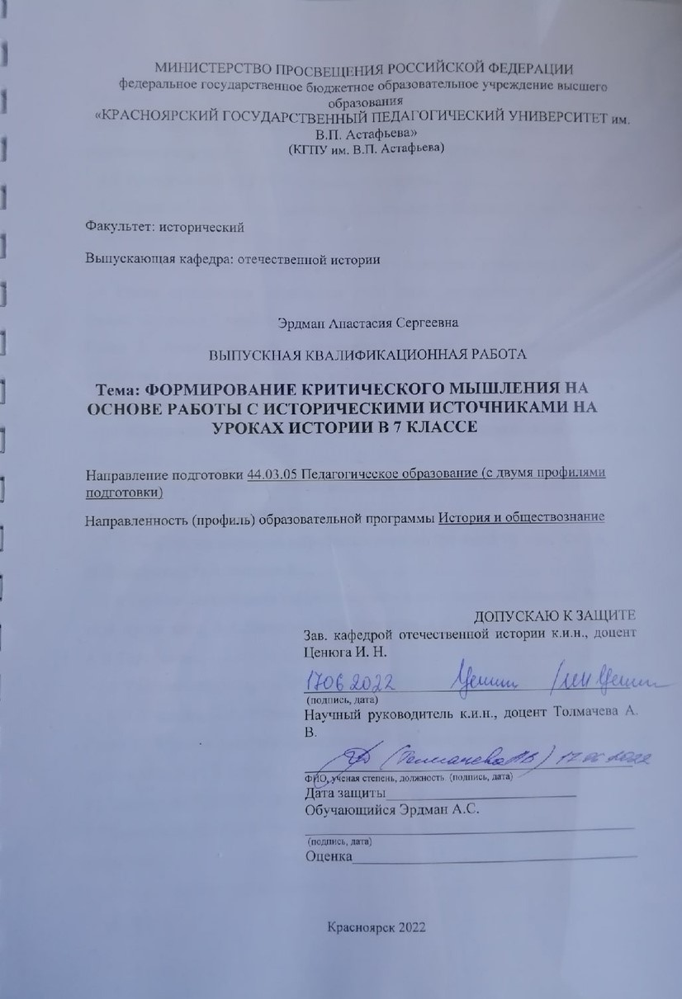 МИНИСТЕРСТВО ПРОСВЕЩЕНИЯ РОССИЙСКОЙ ФЕДЕРАЦИИ
федеральное государственное бюджетное образовательное учреждение высшего
образования
«КРАСНОЯРСКИЙ ГОСУДАРСТВЕННЫЙ ПЕДАГОГИЧЕСКИЙ УНИВЕРСИТЕТ им.
В.П. Астафьева»
(КГПУ им. В.П. Астафьева)
Факультет: исторический
Выпускающая кафедра: отечественной истории
Эрдман Анастасия Сергеевна
ВЫПУСКНАЯ КВАЛИФИКАЦИОННАЯ РАБОТА
Тема: ФОРМИРОВАНИЕ КРИТИЧЕСКОГО МЫШЛЕНИЯ НА
ОСНОВЕ РАБОТЫ С ИСТОРИЧЕСКИМИ ИСТОЧНИКАМИ НА
УРОКАХ ИСТОРИИ В 7 КЛАССЕ
Направление подготовки 44.03.05 Педагогическое образование (с двумя профилями
подготовки)
Направленность (профиль) образовательной программы История и обществознание
ДОПУСКАЮ К ЗАЩИТЕ
Зав. кафедрой отечественной истории к.и.н., доцент
Ценюга И. Н.
17 06 2022
(подпись, дата)
Научный руководитель к.и.н., доцент Толмачева А.
В.
(Толмачева АВ) 17 06 2022
ФИО, ученая степень, должность (подпись, дата)
Дата защиты
Обучающийся Эрдман А.С.
(подпись, дата)
Оценка
Красноярск 2022